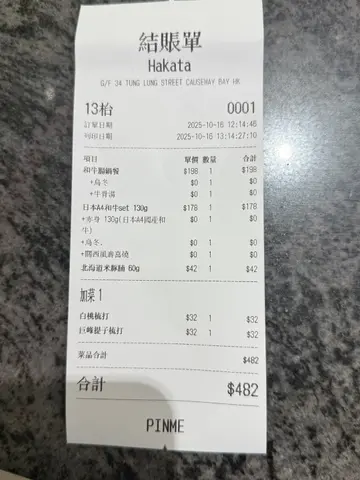 結賬單
Hakata
G/F 34 TUNG LUNG STREET CAUSEWAY BAY HK
13枱 0001
訂單日期 2025-10-16 12:14:46
列印日期 2025-10-16 13:14:27:10
項目 單價 數量 合計
和牛腸鍋餐 $198 1 $198
+烏冬 $0 1 $0
+牛骨湯 $0 1 $0
日本A4和牛set 130g $178 1 $178
+赤身 130g(日本A4國產和牛) $0 1 $0
+烏冬. $0 1 $0
+關西風壽喜燒 $0 1 $0
北海道米豚腩 60g $42 1 $42
加菜 1
白桃梳打 $32 1 $32
巨峰提子梳打 $32 1 $32
菜品合計 $482
合計 $482
PINME